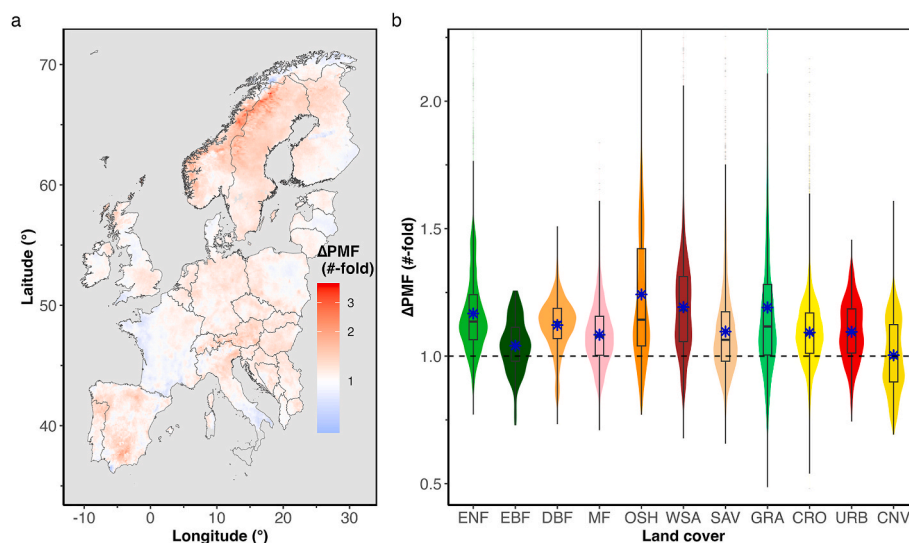 a
70
60
50
40
Laitude (°)
-10
0
10
20
30
Longitude (°)
ΔPMF
(#-fold)
3
2
1
b
2.0
1.5
1.0
0.5
ΔPMF (#-fold)
ENF EBF DBF MF OSH WSA SAV GRA CRO URB CNV
Land cover